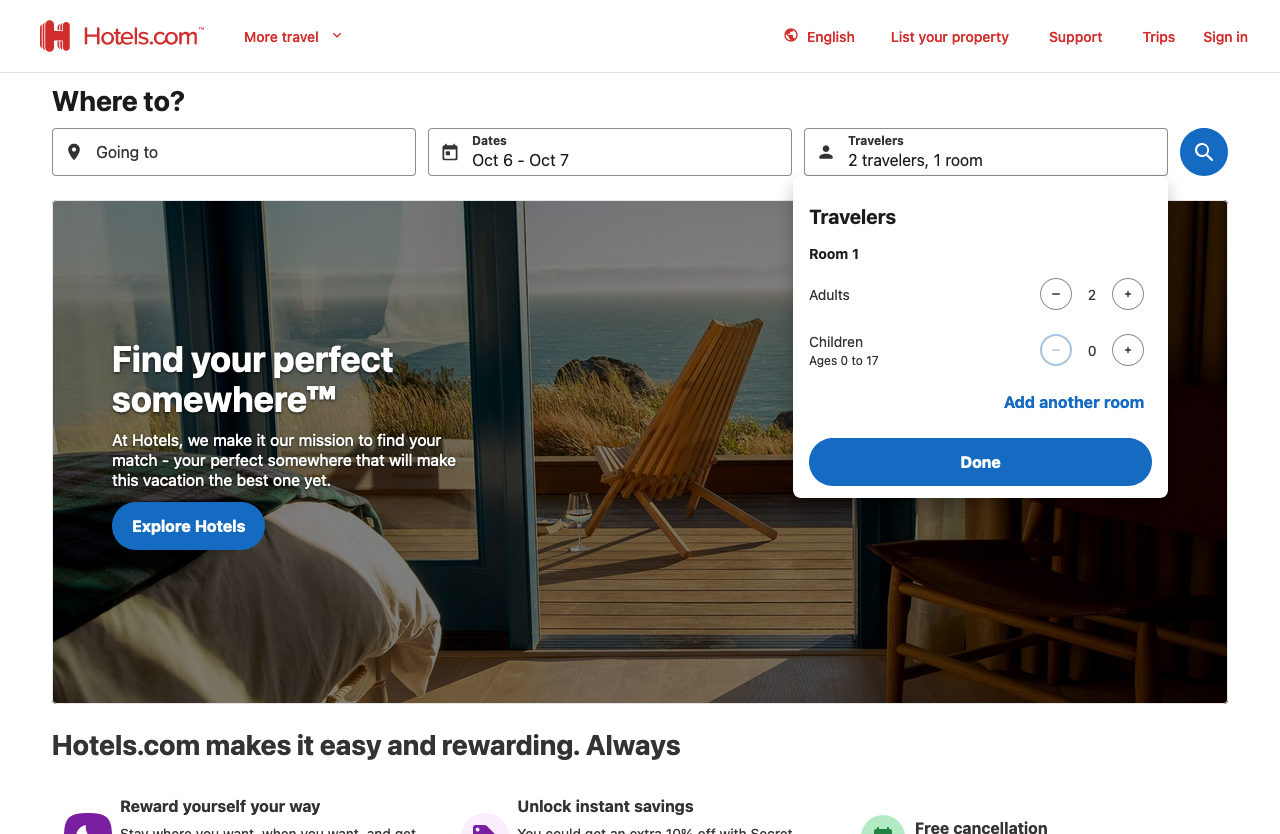 Hotels.com™
More travel
English
List your property
Support
Trips
Sign in
Where to?
Going to
Dates
Oct 6 - Oct 7
Travelers
2 travelers, 1 room
Travelers
Room 1
Adults
2
Children
Ages 0 to 17
0
Add another room
Done
Find your perfect
somewhere™
At Hotels, we make it our mission to find your
match - your perfect somewhere that will make
this vacation the best one yet.
Explore Hotels
Hotels.com makes it easy and rewarding. Always
Reward yourself your way
Stay where you want, when you want, and get
Unlock instant savings
You could get an extra 10% off with Secret
Free cancellation